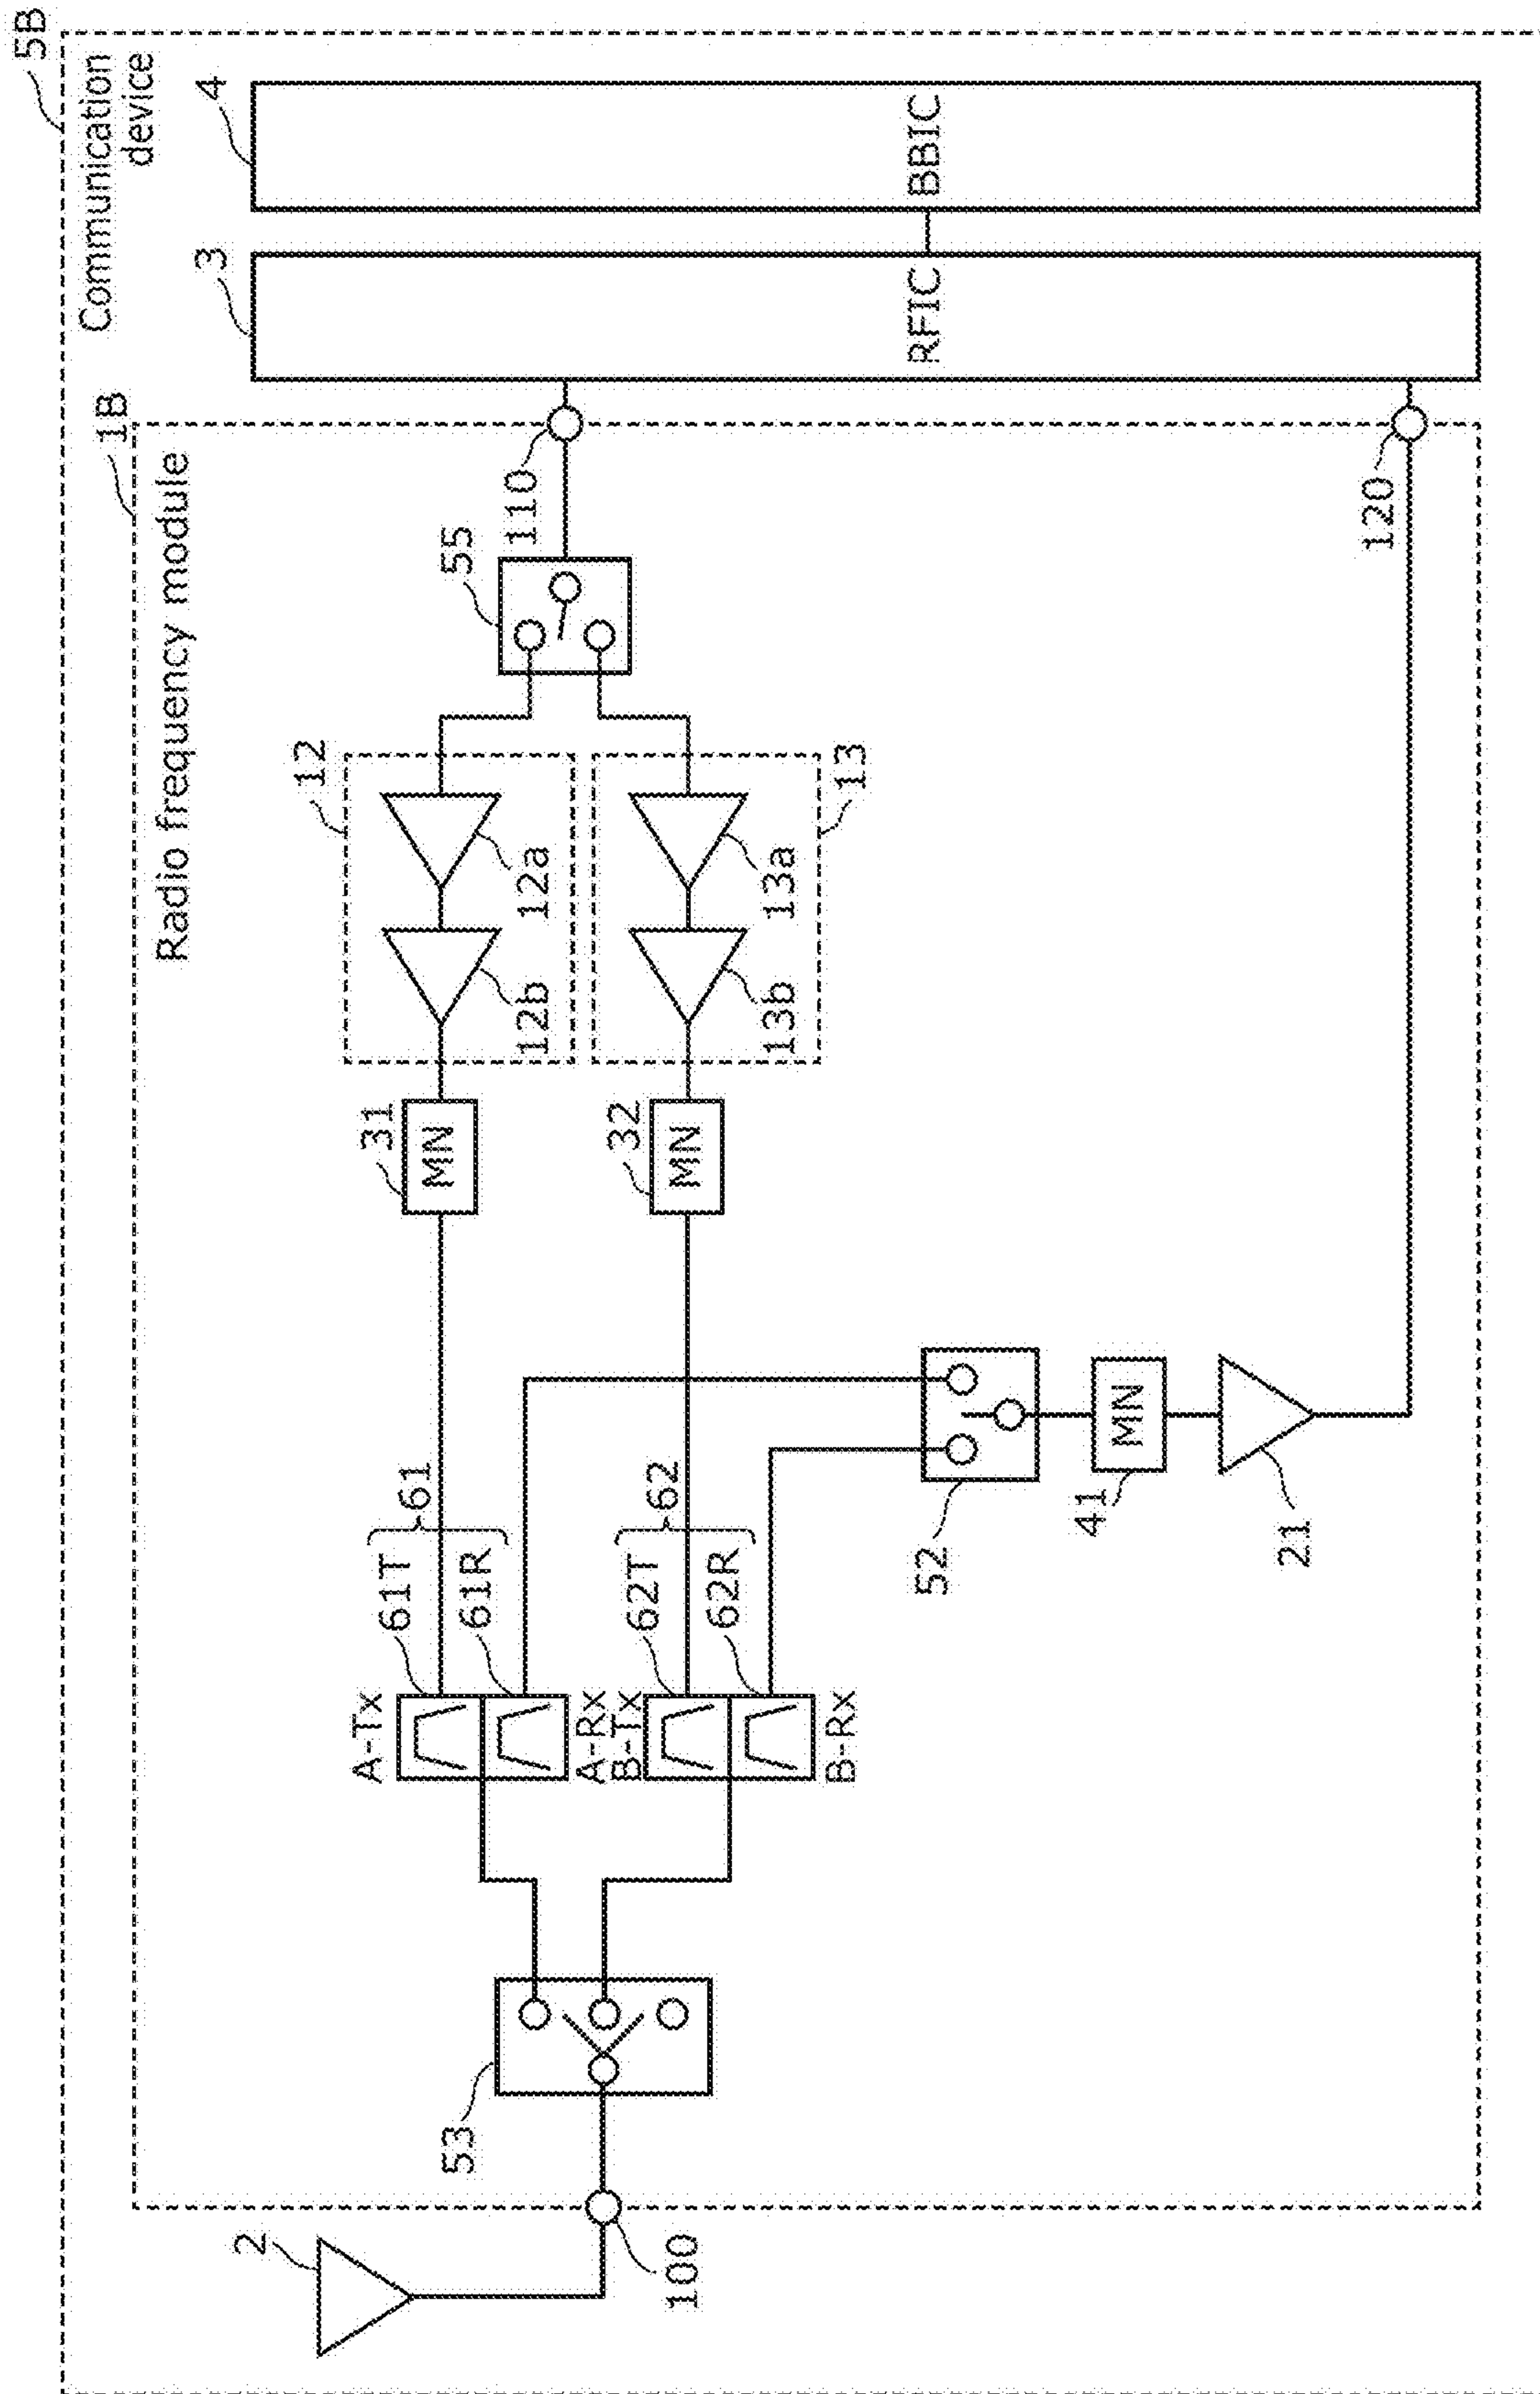 5B
Communication
device
1B
Radio frequency module
3
4
RFIC
BBIC
2
100
53
A-Tx
61T
61R
61
A-Rx
B-Tx
62T
62R
62
B-Rx
31
MN
32
MN
12
12b
12a
13
13b
13a
55
110
52
41
MN
21
120